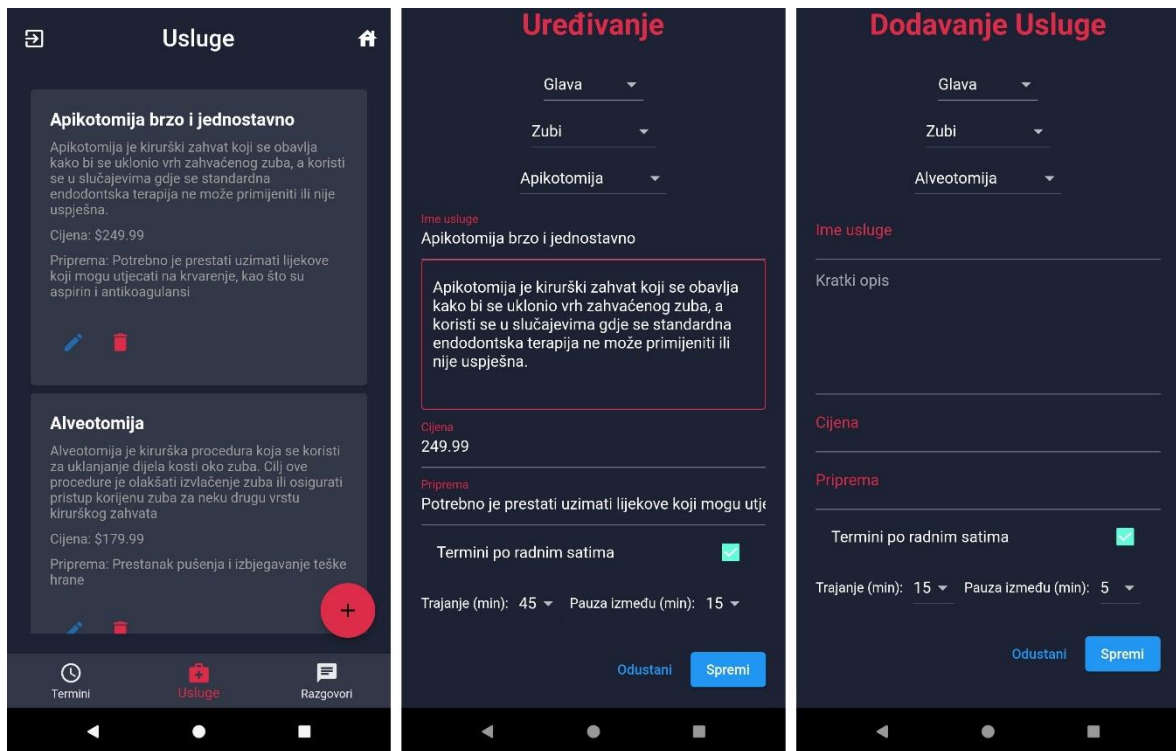 Usluge
Apikotomija brzo i jednostavno
Apikotomija je kirurški zahvat koji se obavlja
kako bi se uklonio vrh zahvaćenog zuba, a koristi
se u slučajevima gdje se standardna
endodontska terapija ne može primijeniti ili nije
uspješna.
Cijena: $249.99
Priprema: Potrebno je prestati uzimati lijekove
koji mogu utjecati na krvarenje, kao što su
aspirin i antikoagulansi
Alveotomija
Alveotomija je kirurška procedura koja se koristi
za uklanjanje dijela kosti oko zuba. Cilj ove
procedure je olakšati izvlačenje zuba ili osigurati
pristup korijenu zuba za neku drugu vrstu
kirurškog zahvata
Cijena: $179.99
Priprema: Prestanak pušenja i izbjegavanje teške
hrane
Termini
Usluge
Razgovori
Uređivanje
Glava
Zubi
Apikotomija
Ime usluge
Apikotomija brzo i jednostavno
Apikotomija je kirurški zahvat koji se obavlja
kako bi se uklonio vrh zahvaćenog zuba, a
koristi se u slučajevima gdje se standardna
endodontska terapija ne može primijeniti ili
nije uspješna.
Cijena
249.99
Priprema
Potrebno je prestati uzimati lijekove koji mogu utje
Termini po radnim satima
Trajanje (min): 45 Pauza između (min): 15
Odustani Spremi
Dodavanje Usluge
Glava
Zubi
Alveotomija
Ime usluge
Kratki opis
Cijena
Priprema
Termini po radnim satima
Trajanje (min): 15 Pauza između (min): 5
Odustani Spremi